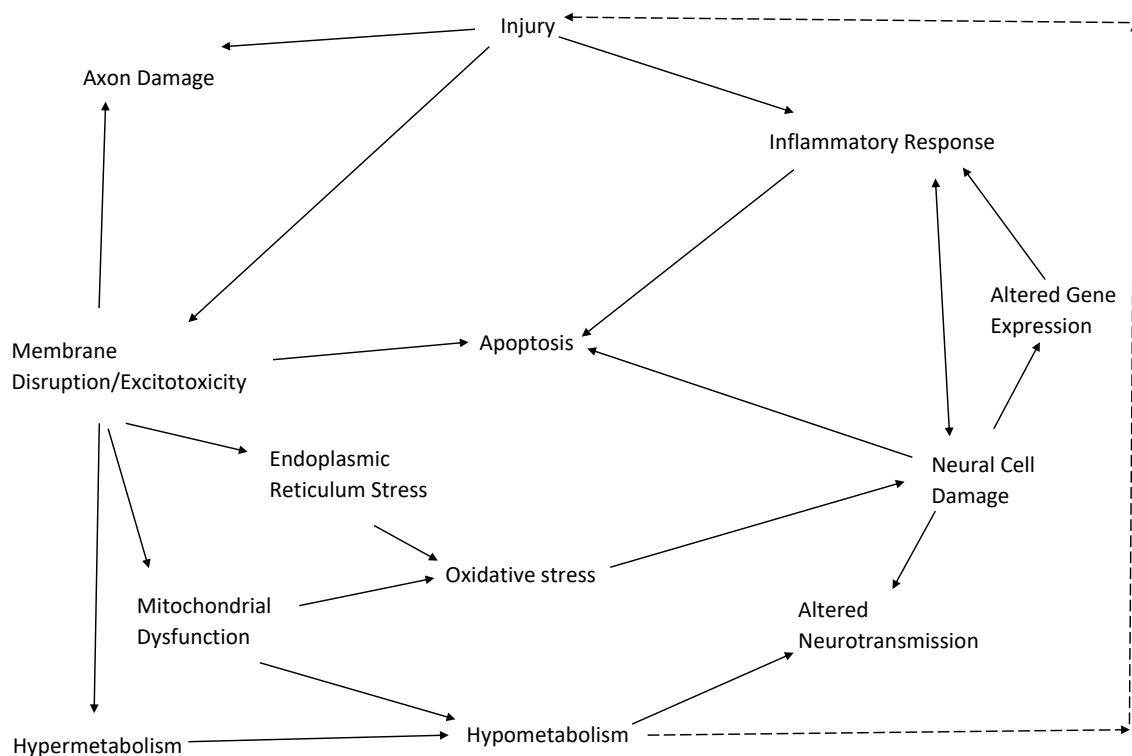 Injury
Axon Damage
Inflammatory Response
Altered Gene
Expression
Apoptosis
Membrane
Disruption/Excitotoxicity
Endoplasmic
Reticulum Stress
Neural Cell
Damage
Oxidative stress
Mitochondrial
Dysfunction
Altered
Neurotransmission
Hypermetabolism
Hypometabolism